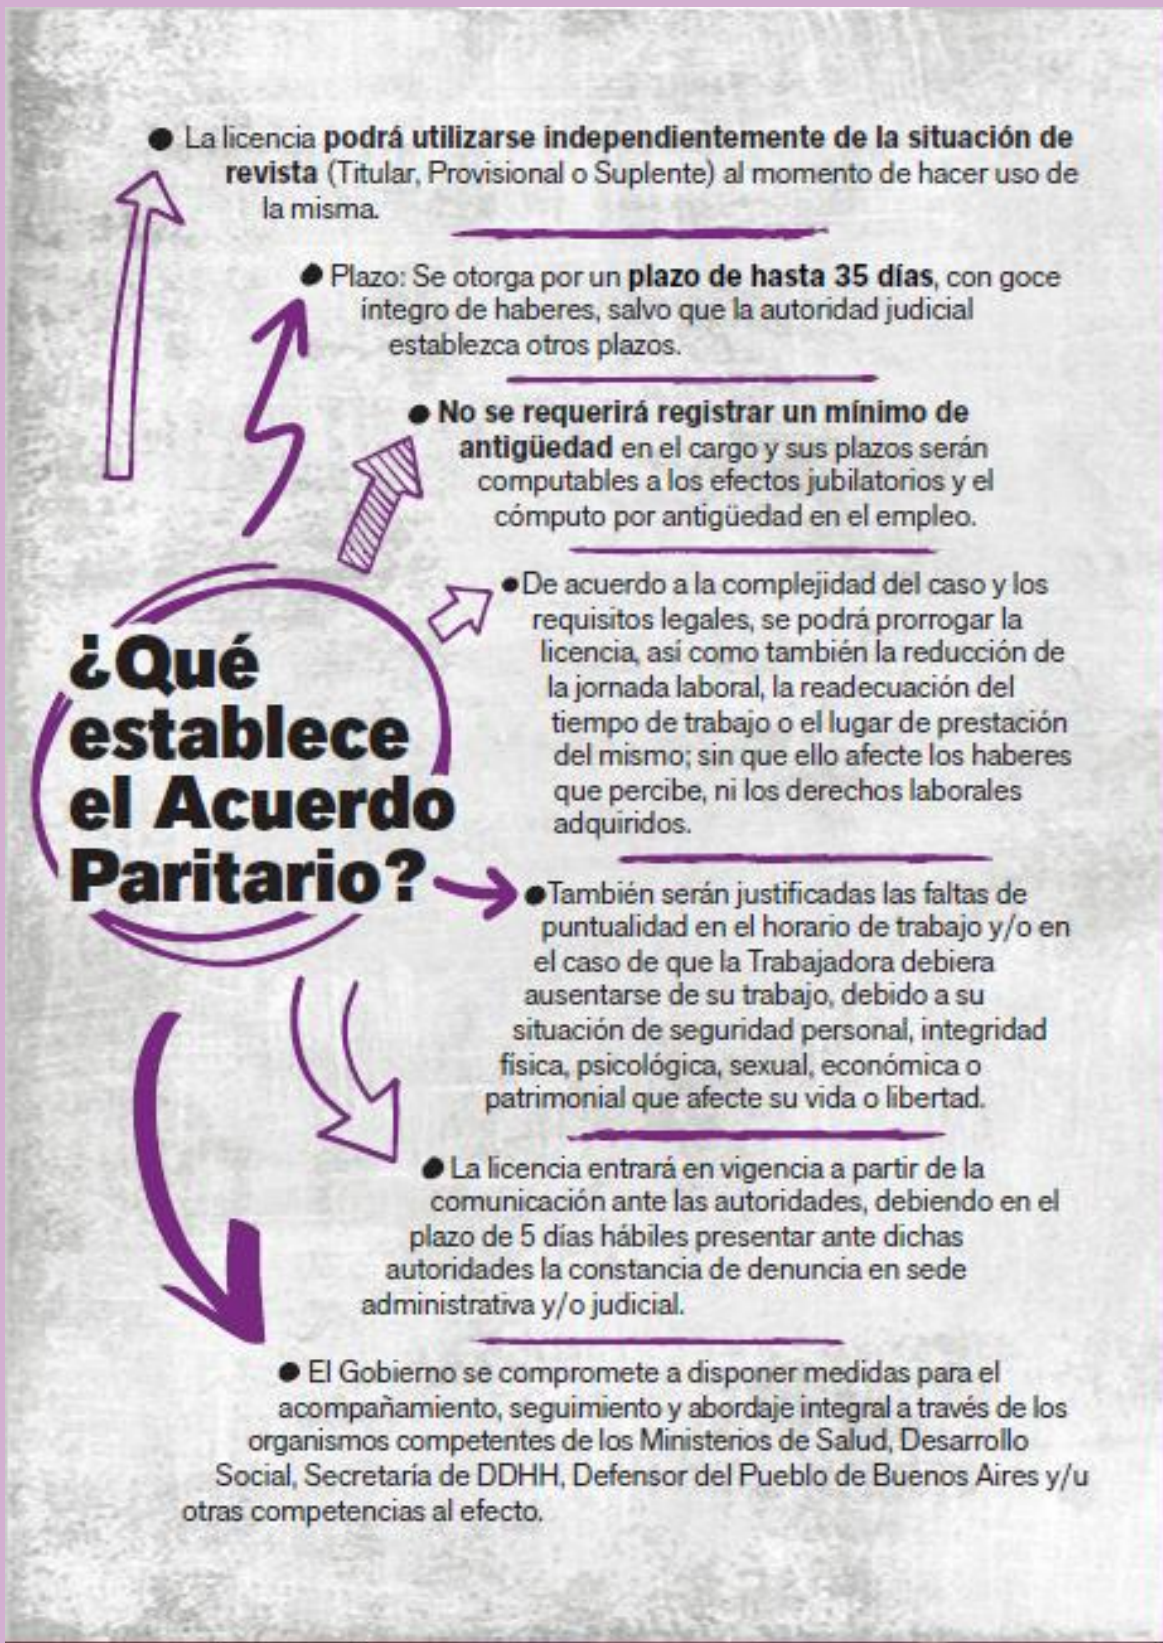 ● La licencia podrá utilizarse independientemente de la situación de
revista (Titular, Provisional o Suplente) al momento de hacer uso de
la misma.
● Plazo: Se otorga por un plazo de hasta 35 días, con goce
íntegro de haberes, salvo que la autoridad judicial
establezca otros plazos.
● No se requerirá registrar un mínimo de
antigüedad en el cargo y sus plazos serán
computables a los efectos jubilatorios y el
cómputo por antigüedad en el empleo.
● De acuerdo a la complejidad del caso y los
requisitos legales, se podrá prorrogar la
licencia, así como también la reducción de
la jornada laboral, la readecuación del
tiempo de trabajo o el lugar de prestación
del mismo; sin que ello afecte los haberes
que percibe, ni los derechos laborales
adquiridos.
¿Qué
establece
el Acuerdo
Paritario?
● También serán justificadas las faltas de
puntualidad en el horario de trabajo y/o en
el caso de que la Trabajadora debiera
ausentarse de su trabajo, debido a su
situación de seguridad personal, integridad
física, psicológica, sexual, económica o
patrimonial que afecte su vida o libertad.
● La licencia entrará en vigencia a partir de la
comunicación ante las autoridades, debiendo en el
plazo de 5 días hábiles presentar ante dichas
autoridades la constancia de denuncia en sede
administrativa y/o judicial.
● El Gobierno se compromete a disponer medidas para el
acompañamiento, seguimiento y abordaje integral a través de los
organismos competentes de los Ministerios de Salud, Desarrollo
Social, Secretaría de DDHH, Defensor del Pueblo de Buenos Aires y/u
otras competencias al efecto.